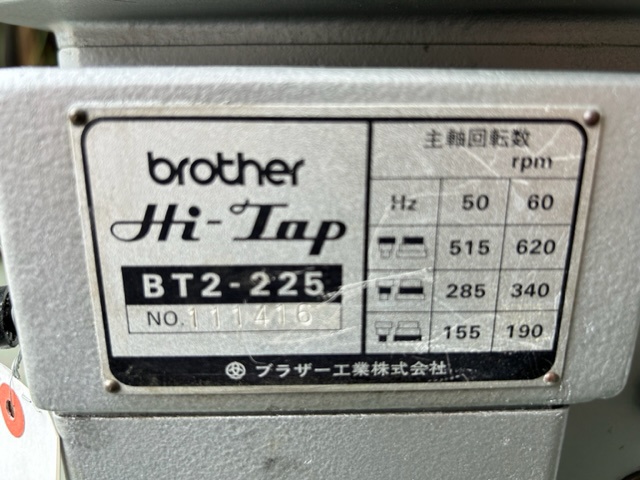 brother
Hi-Tap
BT2-225
NO.111416
主軸回転数
rpm
Hz 50 60
515 620
285 340
155 190
ブラザー工業株式会社